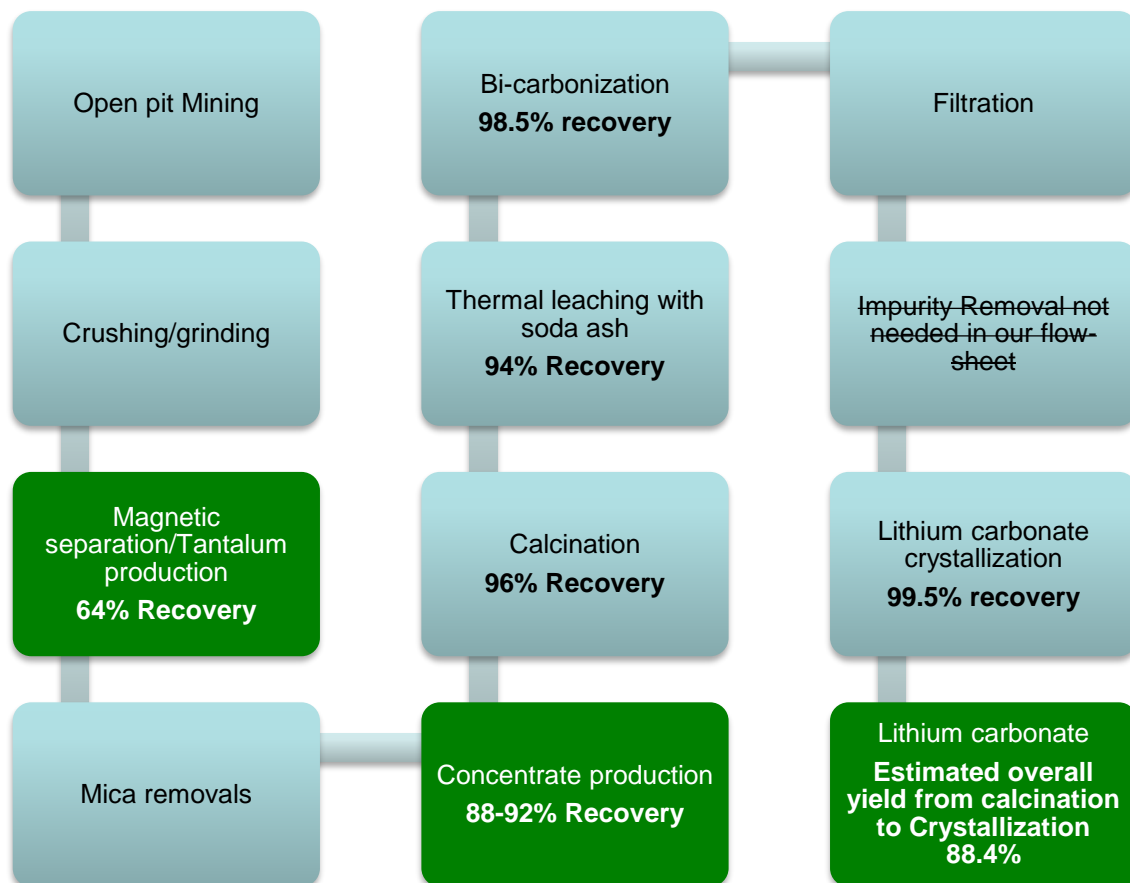 Open pit Mining
Crushing/grinding
Magnetic
separation/Tantalum
production
64% Recovery
Mica removals
Concentrate production
88-92% Recovery
Calcination
96% Recovery
Thermal leaching with
soda ash
94% Recovery
Bi-carbonization
98.5% recovery
Filtration
Impurity Removal not
needed in our flow-
sheet
Lithium carbonate
crystallization
99.5% recovery
Lithium carbonate
Estimated overall
yield from calcination
to Crystallization
88.4%